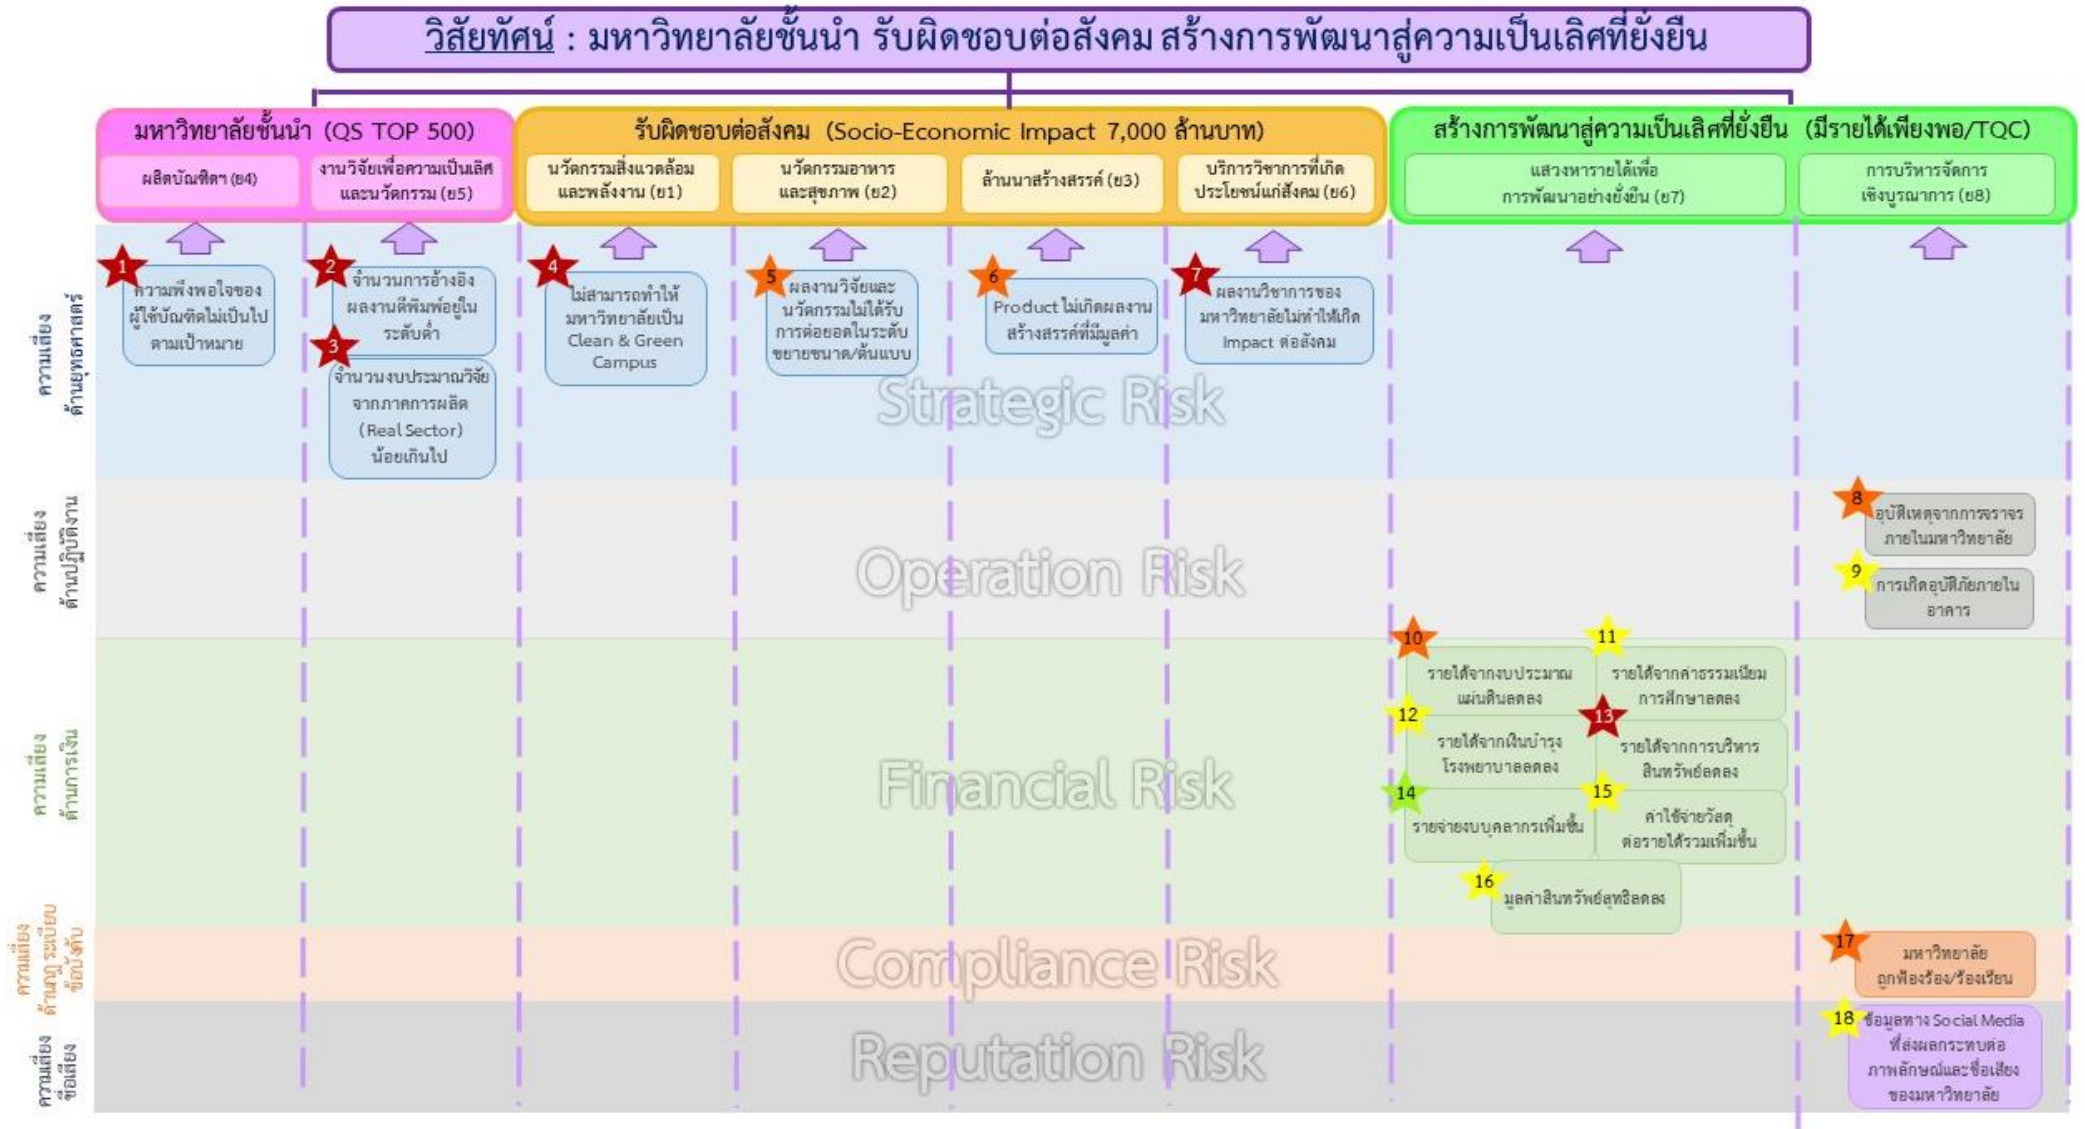 วิสัยทัศน์ : มหาวิทยาลัยชั้นนำ รับผิดชอบต่อสังคม สร้างการพัฒนาสู่ความเป็นเลิศที่ยั่งยืน
มหาวิทยาลัยชั้นนำ (QS TOP 500)
ผลิตบัณฑิตฯ (ย4)
งานวิจัยเพื่อความเป็นเลิศ
และนวัตกรรม (ย5)
รับผิดชอบต่อสังคม (Socio-Economic Impact 7,000 ล้านบาท)
นวัตกรรมสิ่งแวดล้อม
และพลังงาน (ย1)
นวัตกรรมอาหาร
และสุขภาพ (ย2)
ล้านนาสร้างสรรค์ (ย3)
บริการวิชาการที่เกิด
ประโยชน์แก่สังคม (ย6)
สร้างการพัฒนาสู่ความเป็นเลิศที่ยั่งยืน (มีรายได้เพียงพอ/TQC)
แสวงหารายได้เพื่อ
การพัฒนาอย่างยั่งยืน (ย7)
การบริหารจัดการ
เชิงบูรณาการ (ย8)
ความเสี่ยง
ด้านยุทธศาสตร์
1
ความพึงพอใจของ
ผู้ใช้บัณฑิตไม่เป็นไป
ตามเป้าหมาย
2
จำนวนการอ้างอิง
ผลงานตีพิมพ์อยู่ใน
ระดับต่ำ
3
จำนวนงบประมาณวิจัย
จากภาคการผลิต
(Real Sector)
น้อยเกินไป
4
ไม่สามารถทำให้
มหาวิทยาลัยเป็น
Clean & Green
Campus
5
ผลงานวิจัยและ
นวัตกรรมไม่ได้รับ
การต่อยอดในระดับ
ขยายขนาด/ต้นแบบ
6
Product ไม่เกิดผลงาน
สร้างสรรค์ที่มีมูลค่า
7
ผลงานวิชาการของ
มหาวิทยาลัยไม่ทำให้เกิด
Impact ต่อสังคม
Strategic Risk
ความเสี่ยง
ด้านปฏิบัติงาน
Operation Risk
8
อุบัติเหตุจากการจราจร
ภายในมหาวิทยาลัย
9
การเกิดอุบัติภัยภายใน
อาคาร
ความเสี่ยง
ด้านการเงิน
Financial Risk
10
รายได้จากงบประมาณ
แผ่นดินลดลง
11
รายได้จากค่าธรรมเนียม
การศึกษาลดลง
12
รายได้จากเงินบำรุง
โรงพยาบาลลดลง
13
รายได้จากการบริหาร
สินทรัพย์ลดลง
14
รายจ่ายงบบุคลากรเพิ่มขึ้น
15
ค่าใช้จ่ายวัสดุ
ต่อรายได้รวมเพิ่มขึ้น
16
มูลค่าสินทรัพย์สุทธิลดลง
ความเสี่ยง
ด้านกฎ ระเบียบ
ข้อบังคับ
Compliance Risk
17
มหาวิทยาลัย
ถูกฟ้องร้อง/ร้องเรียน
ความเสี่ยง
ชื่อเสียง
Reputation Risk
18
ข้อมูลทาง Social Media
ที่ส่งผลกระทบต่อ
ภาพลักษณ์และชื่อเสียง
ของมหาวิทยาลัย